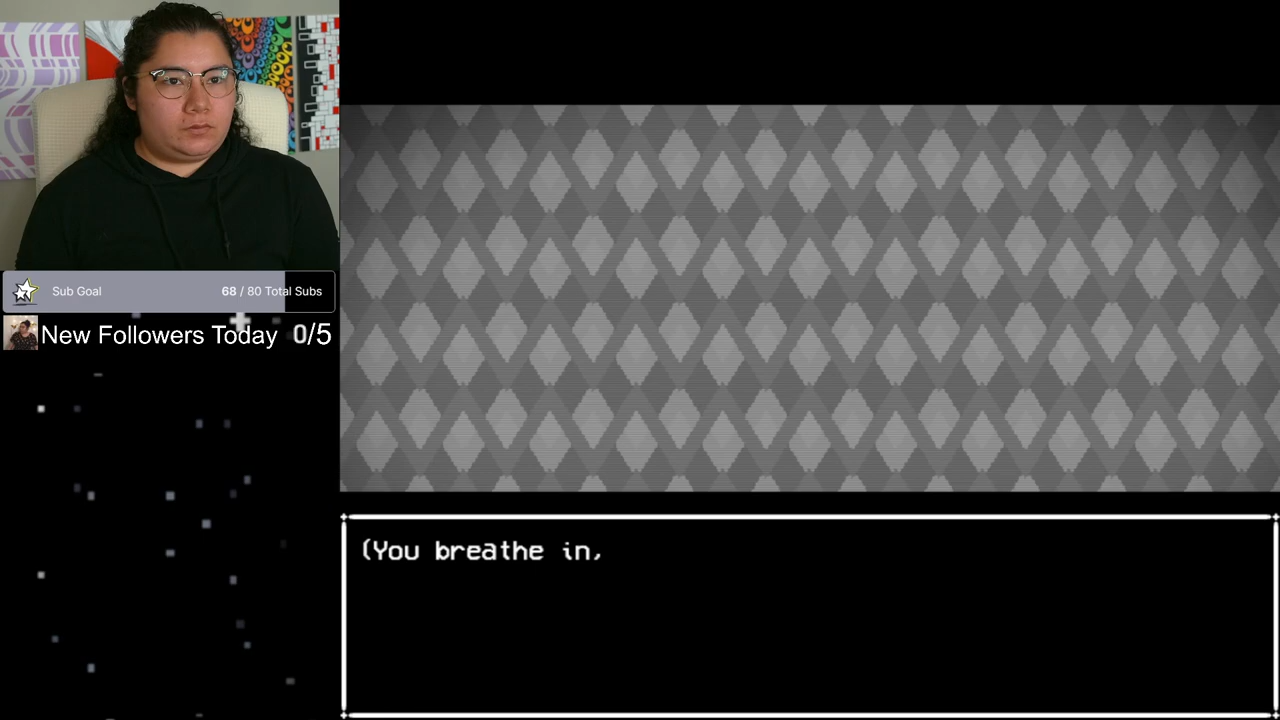 Sub Goal
68 / 80 Total Subs
New Followers Today 0/5
(You breathe in,